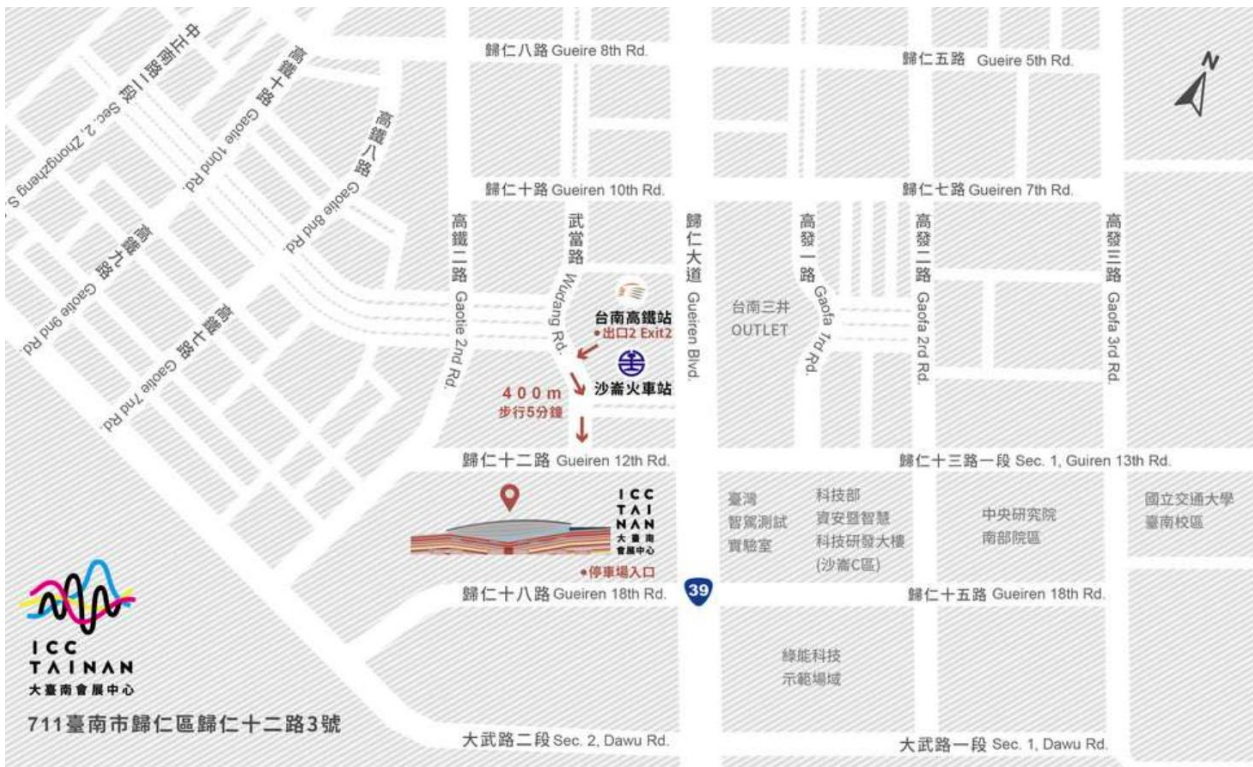 歸仁八路 Gueire 8th Rd.
歸仁五路 Gueire 5th Rd.
N
中正南路二段 Sec. 2, Zhongzheng S
高鐵十路 Gaotie 10nd Rd.
高鐵八路 Gaotie 8nd Rd.
高鐵九路 Gaotie 9nd Rd.
高鐵七路 Gaotie 7nd Rd.
Rd
歸仁十路 Gueiren 10th Rd.
歸仁七路 Gueiren 7th Rd.
高鐵二路 Gaotie 2nd Rd.
武當路 Wudang Rd.
歸仁大道 Gueiren Blvd.
高發一路 Gaofa 1rd Rd.
高發二路 Gaofa 2rd Rd.
高發三路 Gaofa 3rd Rd.
台南高鐵站
•出口2 Exit2
沙崙火車站
台南三井
OUTLET
400m
步行5分鐘
歸仁十二路 Gueiren 12th Rd.
歸仁十三路一段 Sec. 1, Guiren 13th Rd.
ICC
TAI
NAN
大臺南
會展中心
•停車場入口
臺灣
智駕測試
實驗室
科技部
資安暨智慧
科技研發大樓
(沙崙C區)
中央研究院
南部院區
國立交通大學
臺南校區
歸仁十八路 Gueiren 18th Rd.
39
歸仁十五路 Gueiren 18th Rd.
綠能科技
示範場域
ICC
TAINAN
大臺南會展中心
711臺南市歸仁區歸仁十二路3號
大武路二段 Sec. 2, Dawu Rd.
大武路一段 Sec. 1, Dawu Rd.